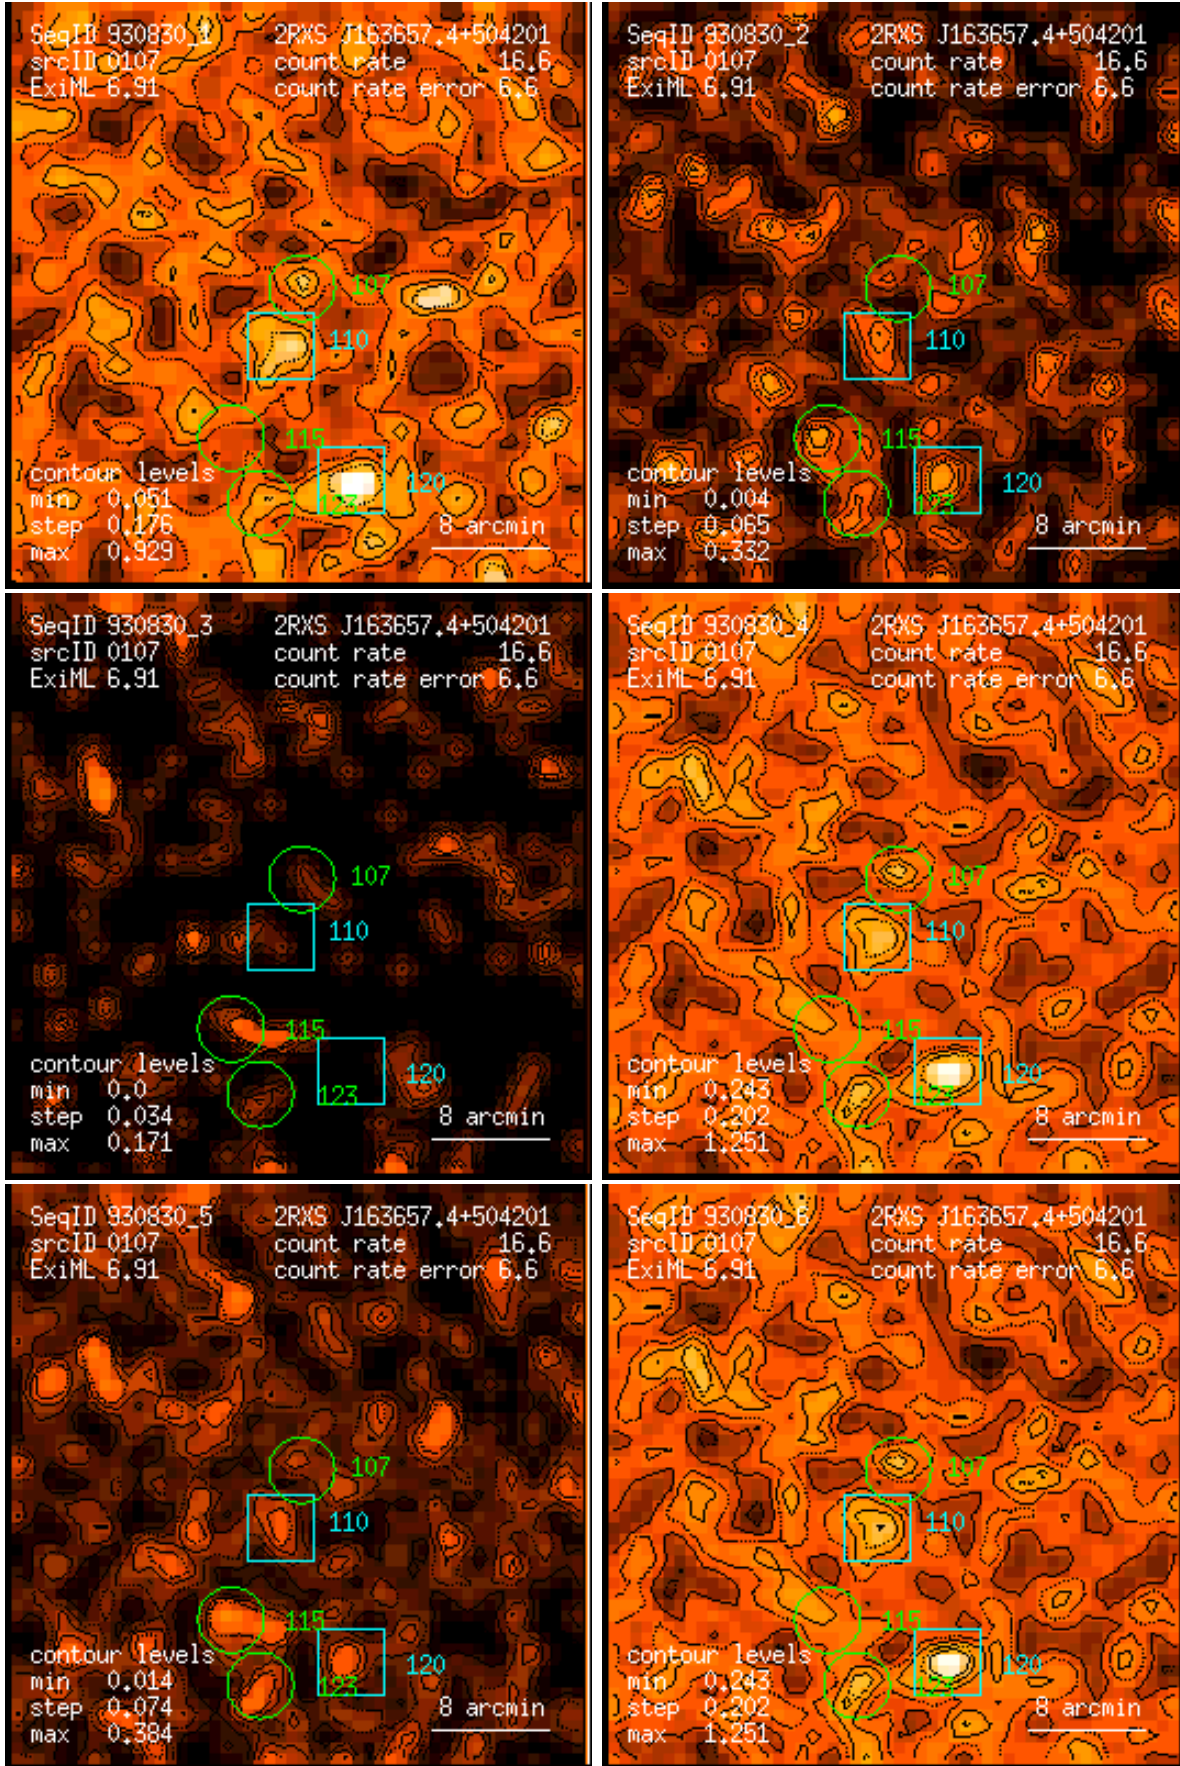 SeqID 930830_1 2RXS J163657.4+504201
srcID 0107 count rate 16.6
ExiML 6.91 count rate error 6.6
107
110
115
contour levels
120
min 0.051
123
step 0.176
8 arcmin
max 0.929
SeqID 930830_2 2RXS J163657.4+504201
srcID 0107 count rate 16.6
ExiML 6.91 count rate error 6.6
107
110
115
contour levels
120
min 0.004
123
step 0.065
8 arcmin
max 0.332
SeqID 930830_3 2RXS J163657.4+504201
srcID 0107 count rate 16.6
ExiML 6.91 count rate error 6.6
107
110
115
contour levels
120
min 0.0
123
step 0.034
8 arcmin
max 0.171
SeqID 930830_4 2RXS J163657.4+504201
srcID 0107 count rate 16.6
ExiML 6.91 count rate error 6.6
107
110
115
contour levels
120
min 0.243
123
step 0.202
8 arcmin
max 1.251
SeqID 930830_5 2RXS J163657.4+504201
srcID 0107 count rate 16.6
ExiML 6.91 count rate error 6.6
107
110
115
contour levels
120
min 0.014
123
step 0.074
8 arcmin
max 0.384
SeqID 930830_6 2RXS J163657.4+504201
srcID 0107 count rate 16.6
ExiML 6.91 count rate error 6.6
107
110
115
contour levels
120
min 0.243
123
step 0.202
8 arcmin
max 1.251